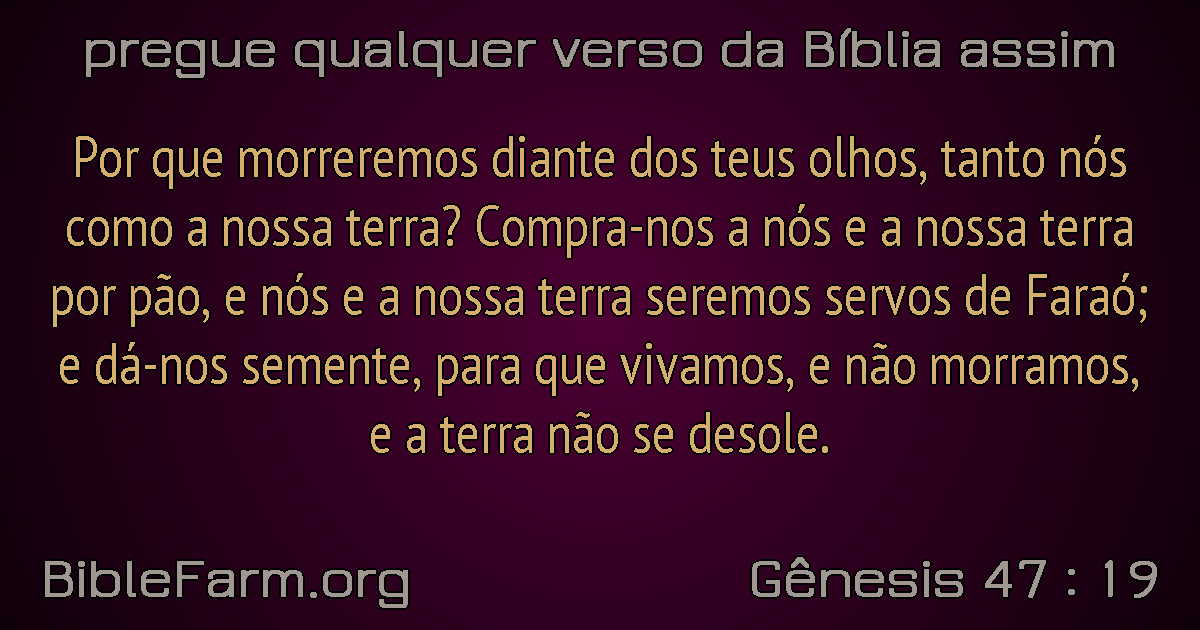 pregue qualquer verso da Bíblia assim
Por que morreremos diante dos teus olhos, tanto nós
como a nossa terra? Compra-nos a nós e a nossa terra
por pão, e nós e a nossa terra seremos servos de Faraó;
e dá-nos semente, para que vivamos, e não morramos,
e a terra não se desole.
BibleFarm.org
Gênesis 47 : 19